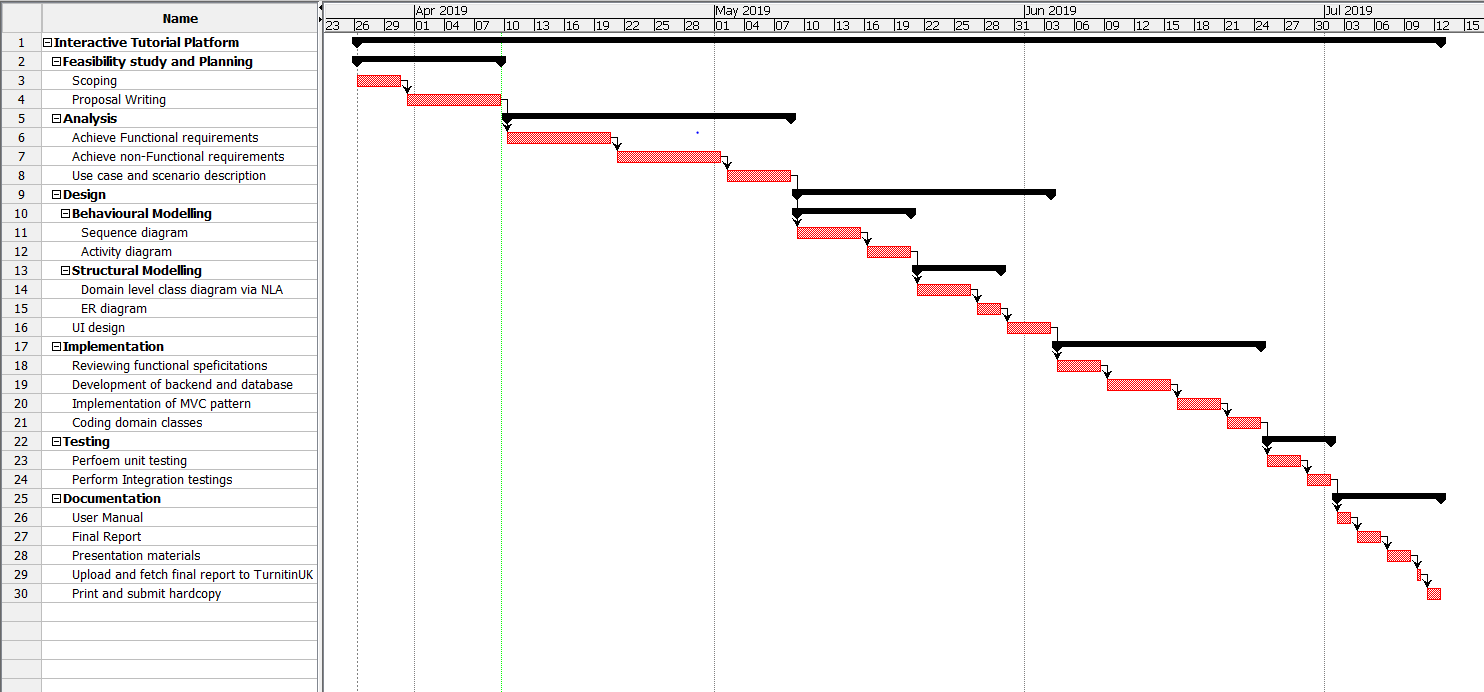 Name
Apr 2019 May 2019 Jun 2019 Jul 2019
23 26 29 01 04 07 10 13 16 19 22 25 28 01 04 07 10 13 16 19 22 25 28 31 03 06 09 12 15 18 21 24 27 30 03 06 09 12 15
1 Interactive Tutorial Platform
2 Feasibility study and Planning
3 Scoping
4 Proposal Writing
5 Analysis
6 Achieve Functional requirements
7 Achieve non-Functional requirements
8 Use case and scenario description
9 Design
10 Behavioural Modelling
11 Sequence diagram
12 Activity diagram
13 Structural Modelling
14 Domain level class diagram via NLA
15 ER diagram
16 UI design
17 Implementation
18 Reviewing functional speficitations
19 Development of backend and database
20 Implementation of MVC pattern
21 Coding domain classes
22 Testing
23 Perfoem unit testing
24 Perform Integration testings
25 Documentation
26 User Manual
27 Final Report
28 Presentation materials
29 Upload and fetch final report to TurnitinUK
30 Print and submit hardcopy